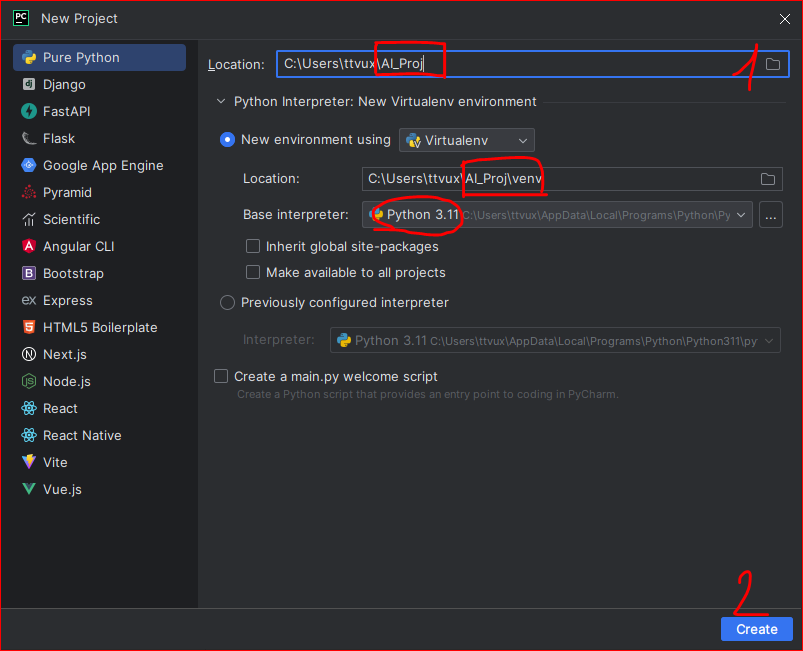 PC New Project
Pure Python
dj Django
FastAPI
Flask
Google App Engine
Pyramid
Scientific
A Angular CLI
B Bootstrap
ex Express
5 HTML5 Boilerplate
N Next.js
JS Node.js
React
React Native
Vite
Vue.js
Location: C:\Users\ttvux\AI_Proj
1
Python Interpreter: New Virtualenv environment
New environment using Virtualenv
Location: C:\Users\ttvux\AI_Proj\venv
Base interpreter: Python 3.11 C:\Users\ttvux\AppData\Local\Programs\Python\Py ...
Inherit global site-packages
Make available to all projects
Previously configured interpreter
Interpreter: Python 3.11 C:\Users\ttvux\AppData\Local\Programs\Python\Python311\py
Create a main.py welcome script
Create a Python script that provides an entry point to coding in PyCharm.
2
Create